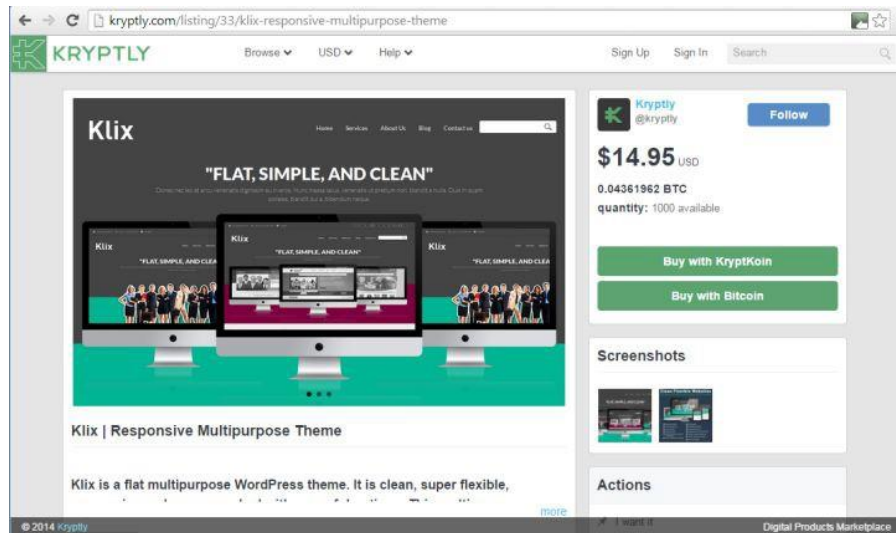 kryptly.com/listing/33/klix-responsive-multipurpose-theme
KRYPTLY
Browse
USD
Help
Sign Up
Sign In
Search
Klix
Home Services About Us Blog Contact us
"FLAT, SIMPLE, AND CLEAN"
Klix
"FLAT, SIMPLE, AND CLEA
Klix
"FLAT, SIMPLE, AND CLEAN"
Klix
"FLAT, SIMPLE, AND CLEA
Klix | Responsive Multipurpose Theme
Klix is a flat multipurpose WordPress theme. It is clean, super flexible,
more
Kryptly
@kryptly
Follow
$14.95 USD
0.04361962 BTC
quantity: 1000 available
Buy with KryptKoin
Buy with Bitcoin
Screenshots
Actions
I want it
© 2014 Kryptly
Digital Products Marketplace